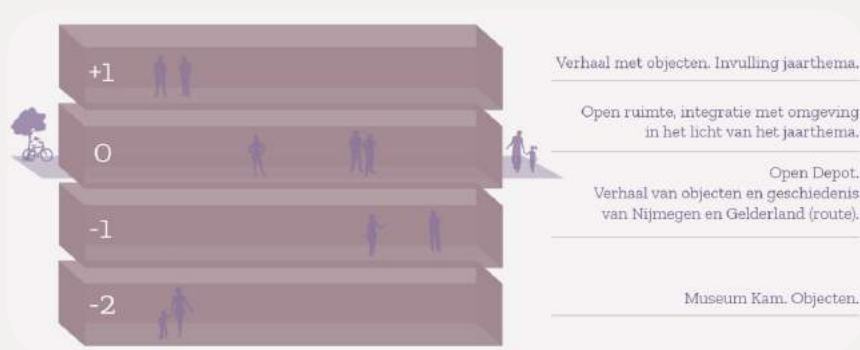 +1
Verhaal met objecten. Invulling jaarthema.
0
Open ruimte, integratie met omgeving
in het licht van het jaarthema.
-1
Open Depot.
Verhaal van objecten en geschiedenis
van Nijmegen en Gelderland (route).
-2
Museum Kam. Objecten.